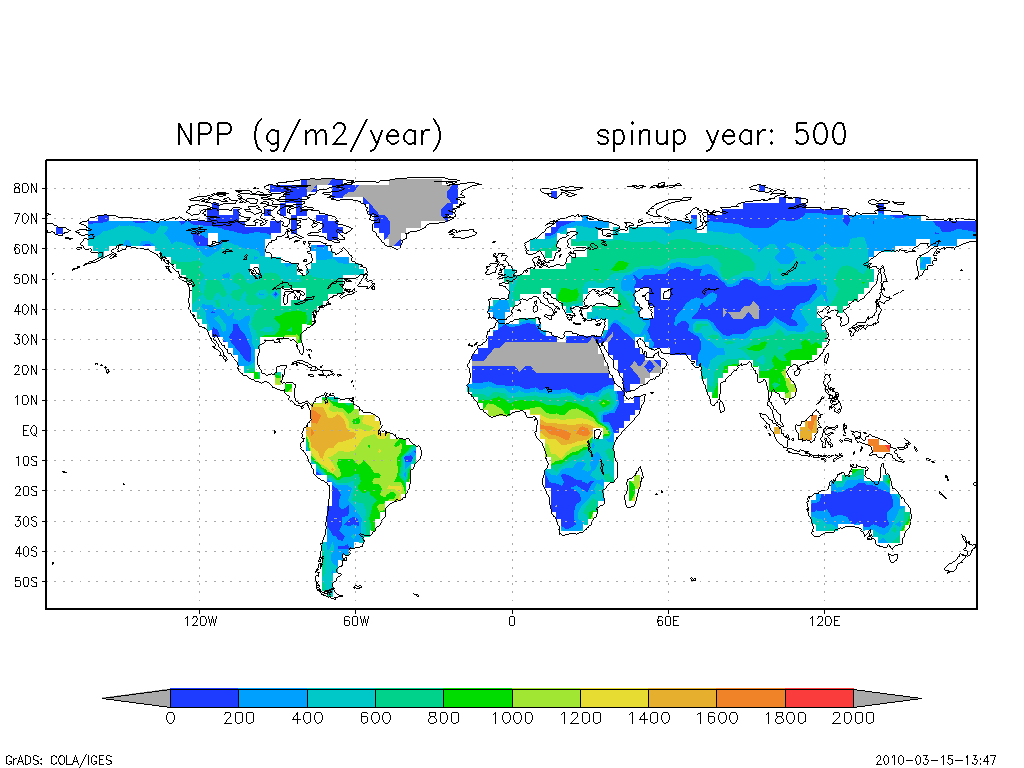 NPP (g/m2/year) spinup year: 500
80N
70N
60N
50N
40N
30N
20N
10N
EQ
10S
20S
30S
40S
50S
120W 60W 0 60E 120E
0 200 400 600 800 1000 1200 1400 1600 1800 2000
GrADS: COLA/IGES 2010-03-15-13:47